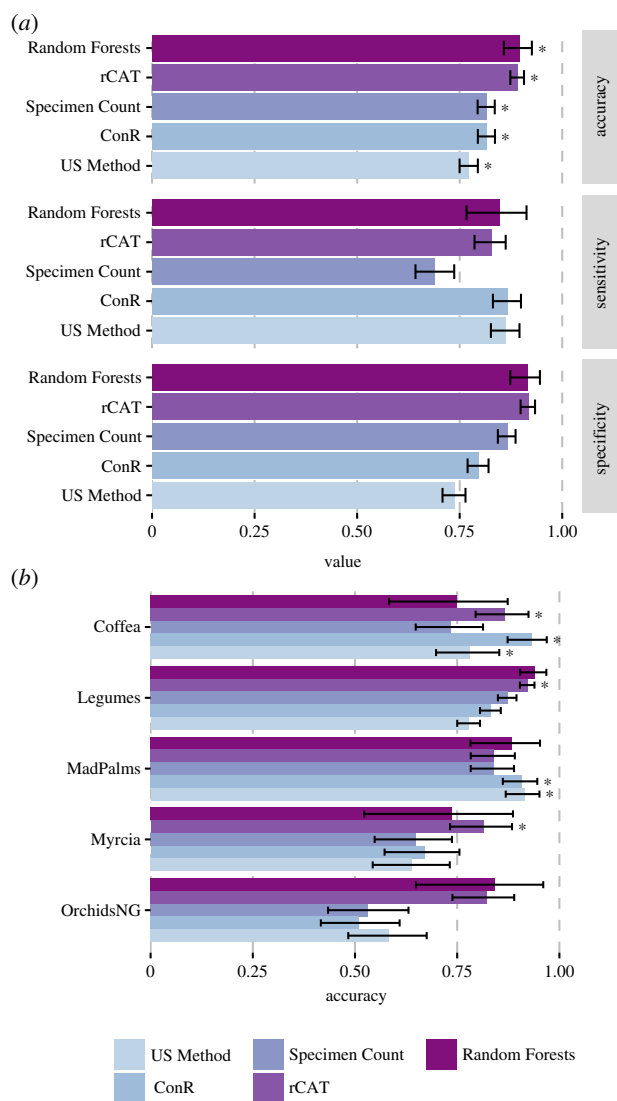 (a)
Random Forests
*
rCAT
*
Specimen Count
*
ConR
*
US Method
*
accuracy
Random Forests
rCAT
Specimen Count
ConR
US Method
sensitivity
Random Forests
rCAT
Specimen Count
ConR
US Method
specificity
0 0.25 0.50 0.75 1.00
value
(b)
Coffea
*
*
*
Legumes
*
MadPalms
*
*
Myrcia
*
OrchidsNG
0 0.25 0.50 0.75 1.00
accuracy
US Method Specimen Count Random Forests
ConR rCAT